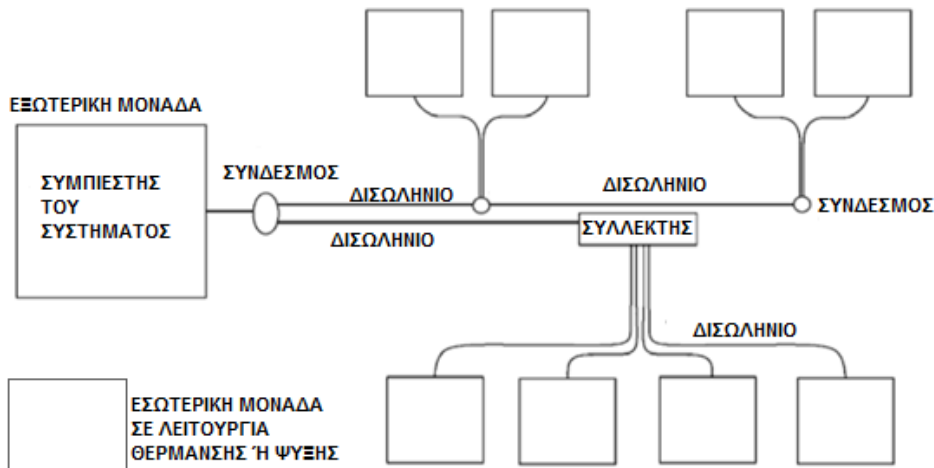 ΕΞΩΤΕΡΙΚΗ ΜΟΝΑΔΑ
ΣΥΜΠΙΕΣΤΗΣ
ΤΟΥ
ΣΥΣΤΗΜΑΤΟΣ
ΣΥΝΔΕΣΜΟΣ
ΔΙΣΩΛΗΝΙΟ
ΔΙΣΩΛΗΝΙΟ
ΣΥΝΔΕΣΜΟΣ
ΔΙΣΩΛΗΝΙΟ
ΣΥΛΛΕΚΤΗΣ
ΔΙΣΩΛΗΝΙΟ
ΕΣΩΤΕΡΙΚΗ ΜΟΝΑΔΑ
ΣΕ ΛΕΙΤΟΥΡΓΙΑ
ΘΕΡΜΑΝΣΗΣ Ή ΨΥΞΗΣ